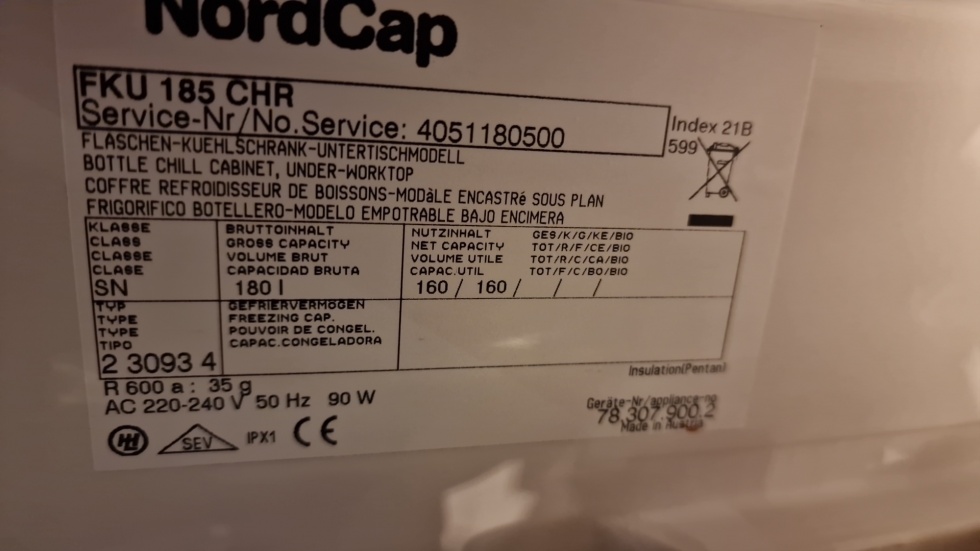 NordCap
FKU 185 CHR
Service-Nr/No.Service: 4051180500
Index 21B
599
FLASCHEN-KUEHLSCHRANK-UNTERTISCHMODELL
BOTTLE CHILL CABINET, UNDER-WORKTOP
COFFRE REFROIDISSEUR DE BOISSONS-MODàLE ENCASTRé SOUS PLAN
FRIGORIFICO BOTELLERO-MODELO EMPOTRABLE BAJO ENCIMERA
KLASSE BRUTTOINHALT NUTZINHALT GES/K/G/KE/BIO
CLASS GROSS CAPACITY NET CAPACITY TOT/R/F/CE/BIO
CLASSE VOLUME BRUT VOLUME UTILE TOT/R/C/CA/BIO
CLASE CAPACIDAD BRUTA CAPAC.UTIL TOT/F/C/BO/BIO
SN 180 l 160 / 160 / / /
TYP GEFRIERVERMöGEN
TYPE FREEZING CAP.
TYPE POUVOIR DE CONGEL.
TIPO CAPAC.CONGELADORA
2 3093 4
Insulation(Pentan)
R 600 a : 35 g
AC 220-240 V 50 Hz 90 W
Geräte-Nr/appliance-no
78.307.900.2
Made in Austria
SEV IPX1 CE